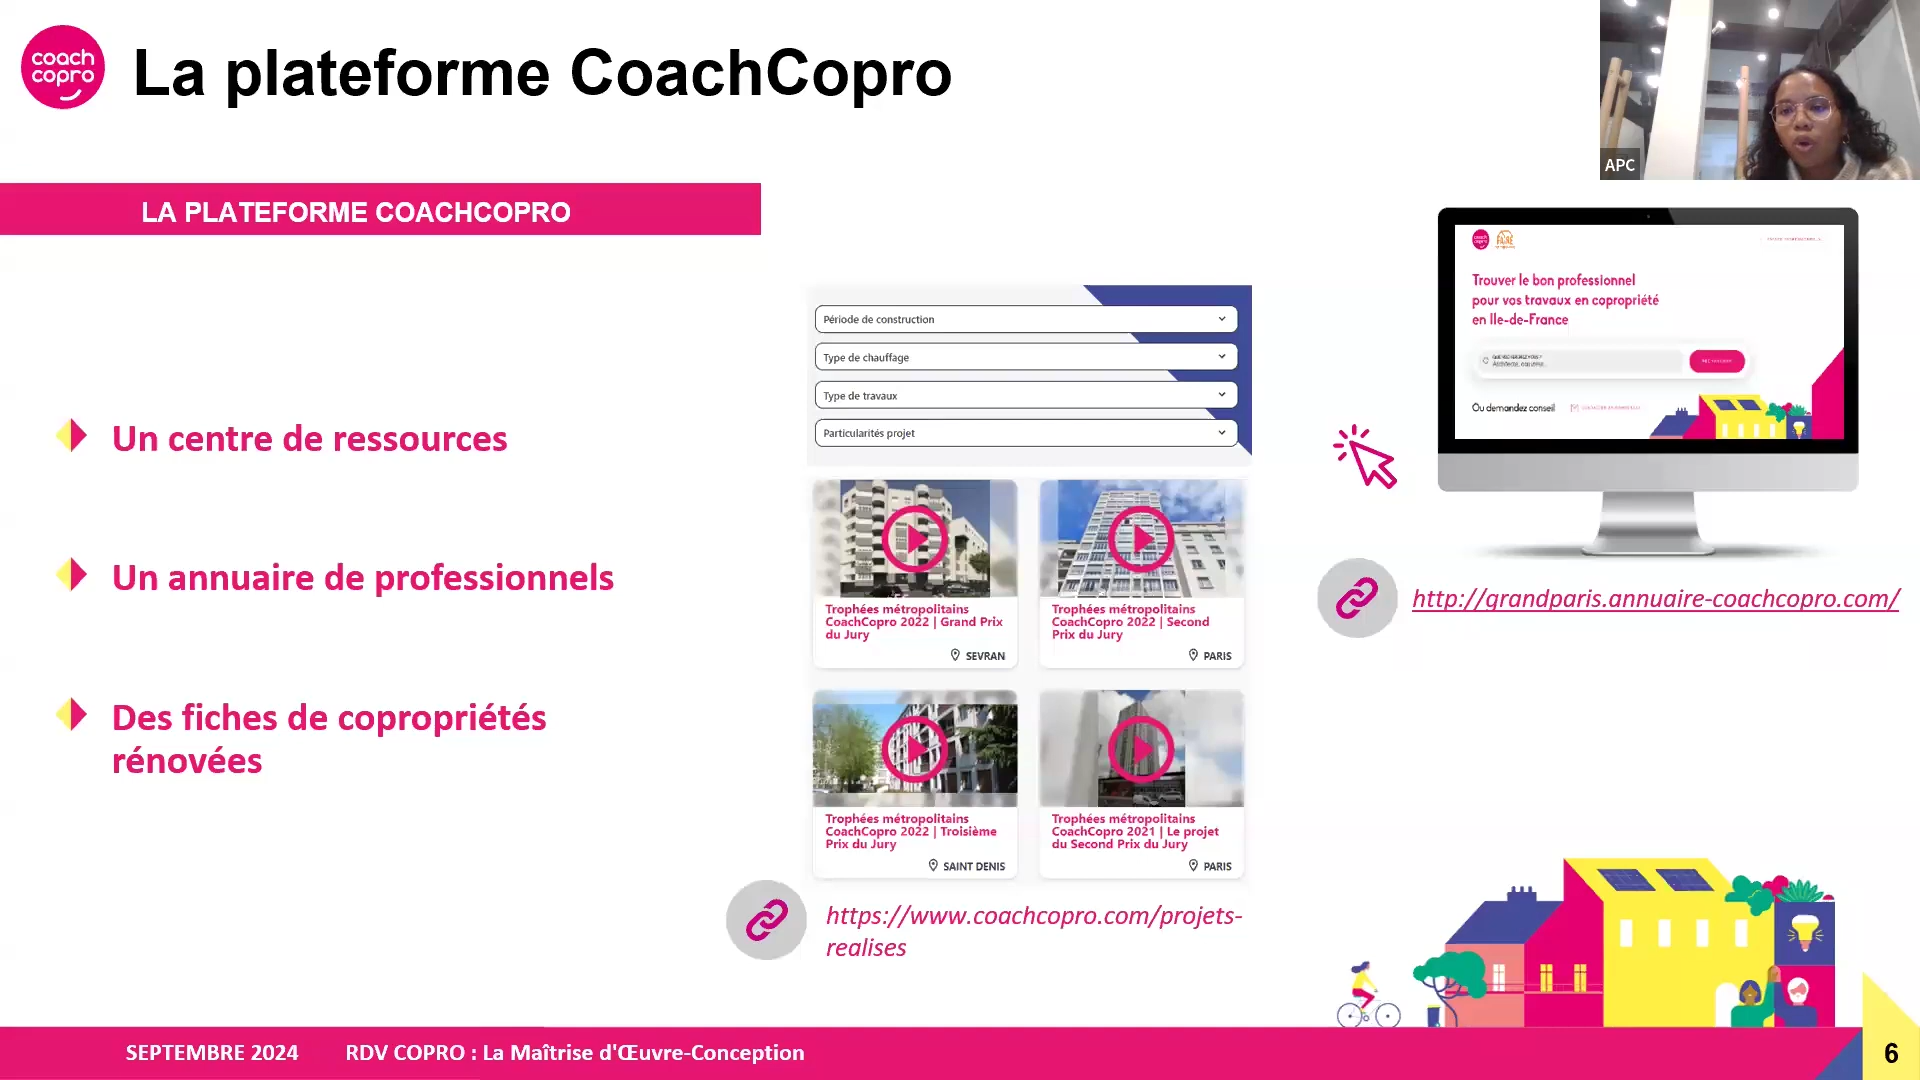 coach
copro
La plateforme CoachCopro
APC
LA PLATEFORME COACHCOPRO
Un centre de ressources
Un annuaire de professionnels
Des fiches de copropriétés
rénovées
Période de construction
Type de chauffage
Type de travaux
Particularités projet
Trophées métropolitains
CoachCopro 2022 | Grand Prix
du Jury
SEVRAN
Trophées métropolitains
CoachCopro 2022 | Second
Prix du Jury
PARIS
Trophées métropolitains
CoachCopro 2022 | Troisième
Prix du Jury
SAINT DENIS
Trophées métropolitains
CoachCopro 2021 | Le projet
du Second Prix du Jury
PARIS
https://www.coachcopro.com/projets-
realises
Trouver le bon professionnel
pour vos travaux en copropriété
en Ile-de-France
Ou demandez conseil
http://grandparis.annuaire-coachcopro.com/
SEPTEMBRE 2024
RDV COPRO : La Maîtrise d'Œuvre-Conception
6